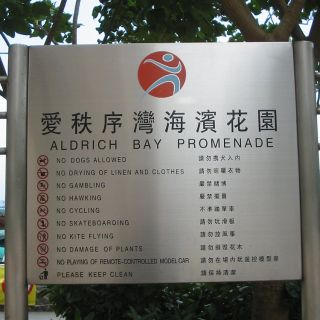 愛秩序灣海濱花園
ALDRICH BAY PROMENADE
NO DOGS ALLOWED 請勿攜犬入內
NO DRYING OF LINEN AND CLOTHES 請勿晾曬衣物
NO GAMBLING 嚴禁賭博
NO HAWKING 嚴禁擺賣
NO CYCLING 不準踏單車
NO SKATEBOARDING 請勿玩滑板
NO KITE FLYING 請勿放風箏
NO DAMAGE OF PLANTS 請勿損毀花木
NO PLAYING OF REMOTE-CONTROLLED MODEL CAR 請勿在場內玩遙控模型車
PLEASE KEEP CLEAN 請保持清潔